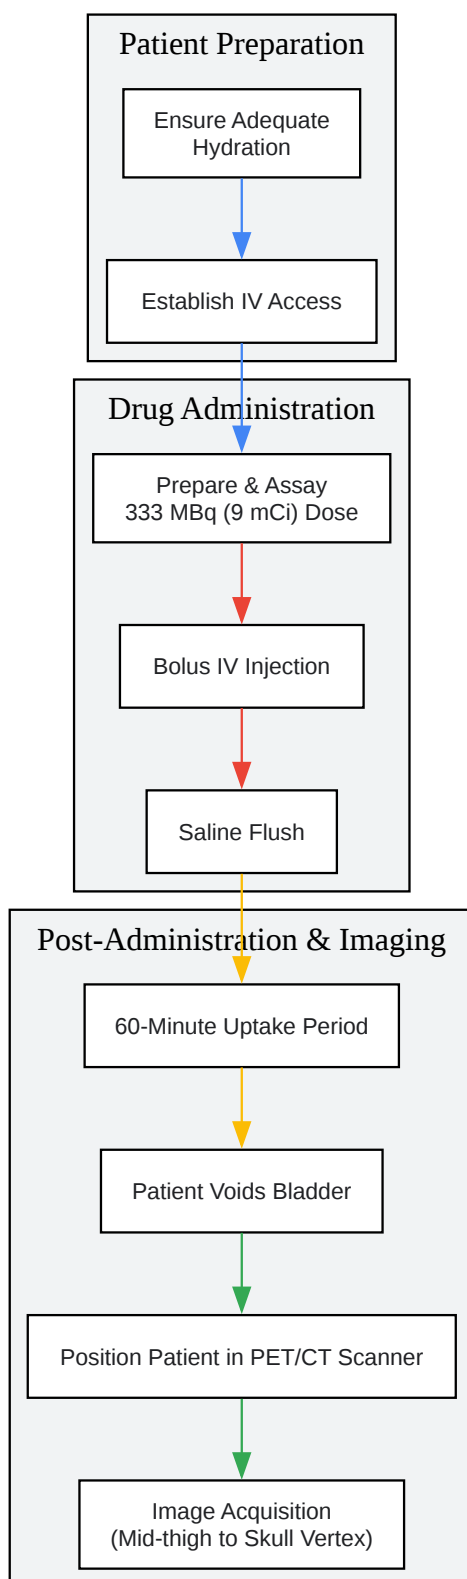 Patient Preparation
Ensure Adequate
Hydration
Establish IV Access
Drug Administration
Prepare & Assay
333 MBq (9 mCi) Dose
Bolus IV Injection
Saline Flush
Post-Administration & Imaging
60-Minute Uptake Period
Patient Voids Bladder
Position Patient in PET/CT Scanner
Image Acquisition
(Mid-thigh to Skull Vertex)